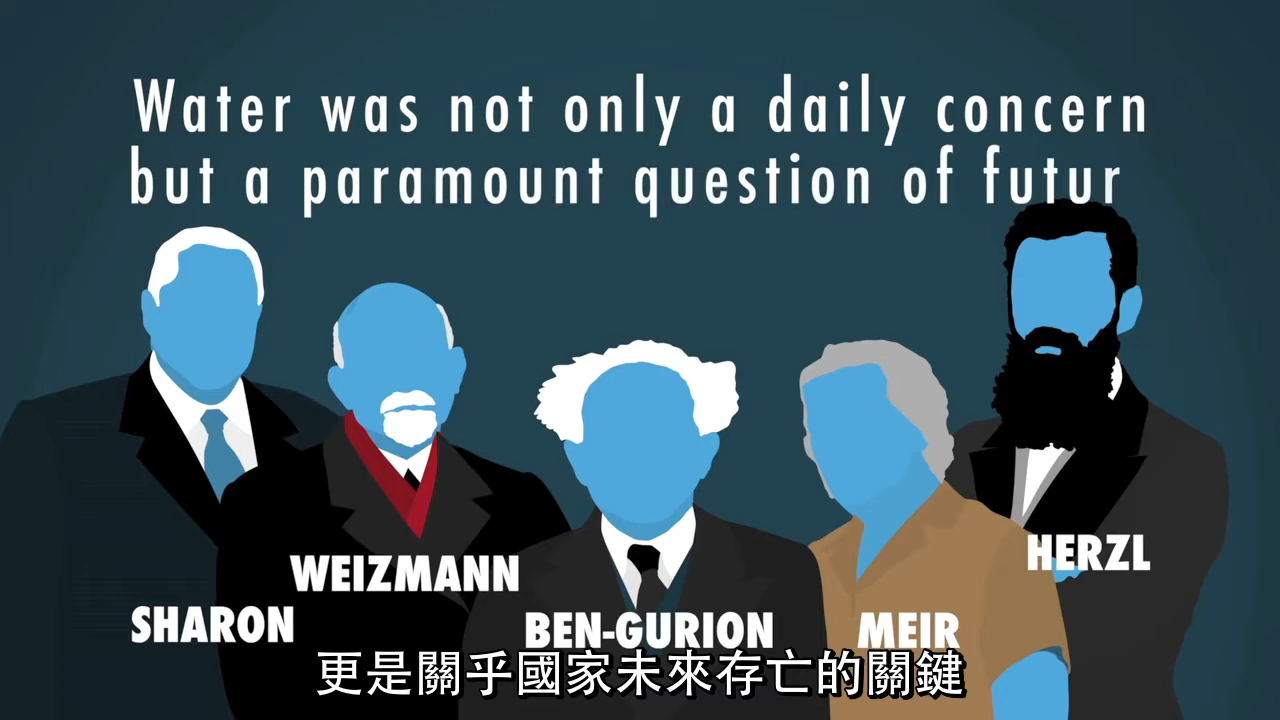 Water was not only a daily concern
but a paramount question of futur
HERZL
WEIZMANN
SHARON
BEN-GURION
MEIR
更是關乎國家未來存亡的關鍵